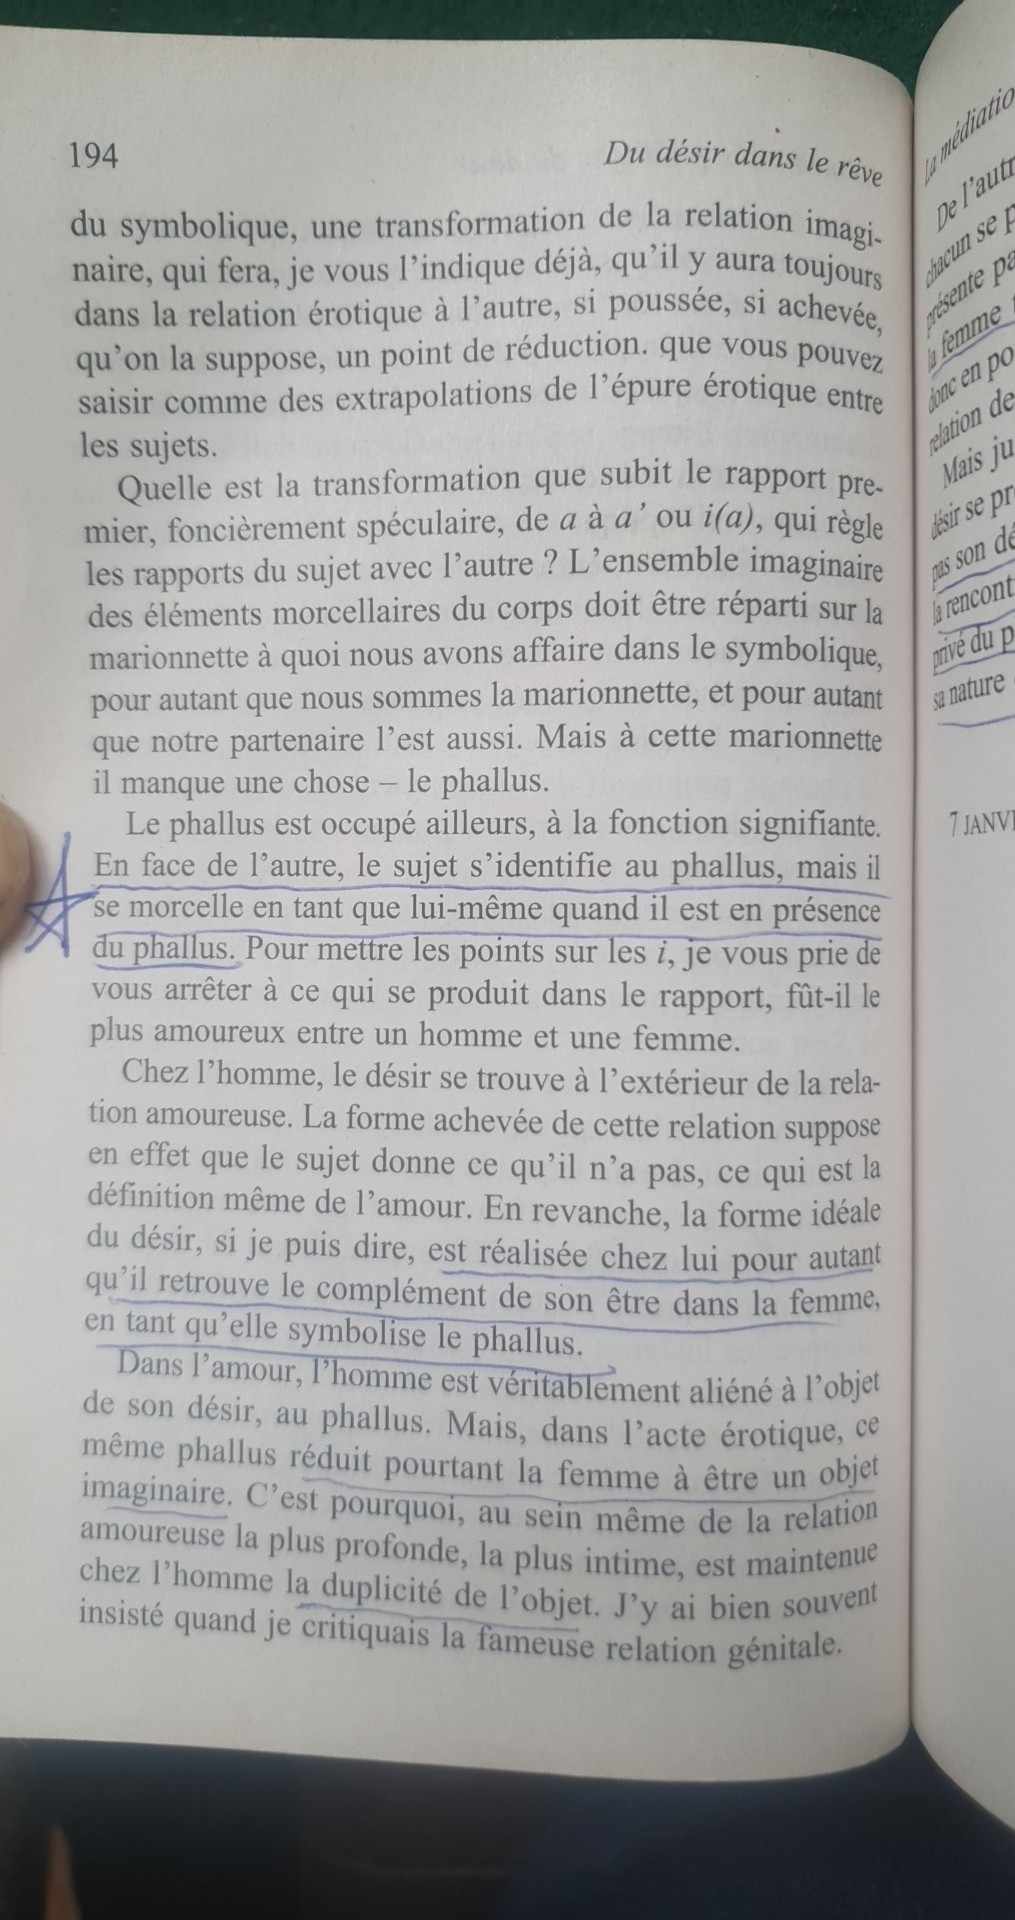 194
Du désir dans le rêve
du symbolique, une transformation de la relation imagi-
naire, qui fera, je vous l'indique déjà, qu'il y aura toujours
dans la relation érotique à l'autre, si poussée, si achevée,
qu'on la suppose, un point de réduction. que vous pouvez
saisir comme des extrapolations de l'épure érotique entre
les sujets.
Quelle est la transformation que subit le rapport pre-
mier, foncièrement spéculaire, de a à a' ou i(a), qui règle
les rapports du sujet avec l'autre ? L'ensemble imaginaire
des éléments morcellaires du corps doit être réparti sur la
marionnette à quoi nous avons affaire dans le symbolique,
pour autant que nous sommes la marionnette, et pour autant
que notre partenaire l'est aussi. Mais à cette marionnette
il manque une chose – le phallus.
Le phallus est occupé ailleurs, à la fonction signifiante.
En face de l'autre, le sujet s'identifie au phallus, mais il
se morcelle en tant que lui-même quand il est en présence
du phallus. Pour mettre les points sur les i, je vous prie de
vous arrêter à ce qui se produit dans le rapport, fût-il le
plus amoureux entre un homme et une femme.
Chez l'homme, le désir se trouve à l'extérieur de la rela-
tion amoureuse. La forme achevée de cette relation suppose
en effet que le sujet donne ce qu'il n'a pas, ce qui est la
définition même de l'amour. En revanche, la forme idéale
du désir, si je puis dire, est réalisée chez lui pour autant
qu'il retrouve le complément de son être dans la femme,
en tant qu'elle symbolise le phallus.
Dans l'amour, l'homme est véritablement aliéné à l'objet
de son désir, au phallus. Mais, dans l'acte érotique, ce
même phallus réduit pourtant la femme à être un objet
imaginaire. C'est pourquoi, au sein même de la relation
amoureuse la plus profonde, la plus intime, est maintenue
chez l'homme la duplicité de l'objet. J'y ai bien souvent
insisté quand je critiquais la fameuse relation génitale.
La
De
chacun se
présente
la femme
donc en
relation de
Mais
désir se
pas son
la
privé du
sa nature
7